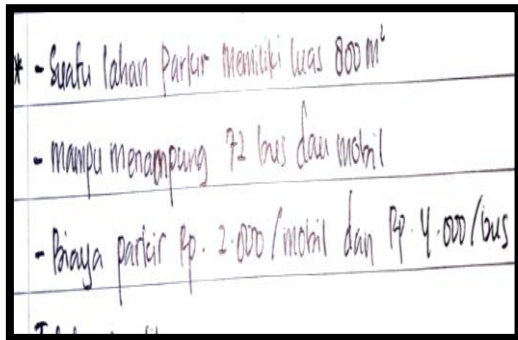 * - Suatu lahan parkir memiliki luas 800 m²
- Mampu menampung 72 bus dan mobil
- Biaya parkir Rp. 2.000/mobil dan Rp. 4.000/bus